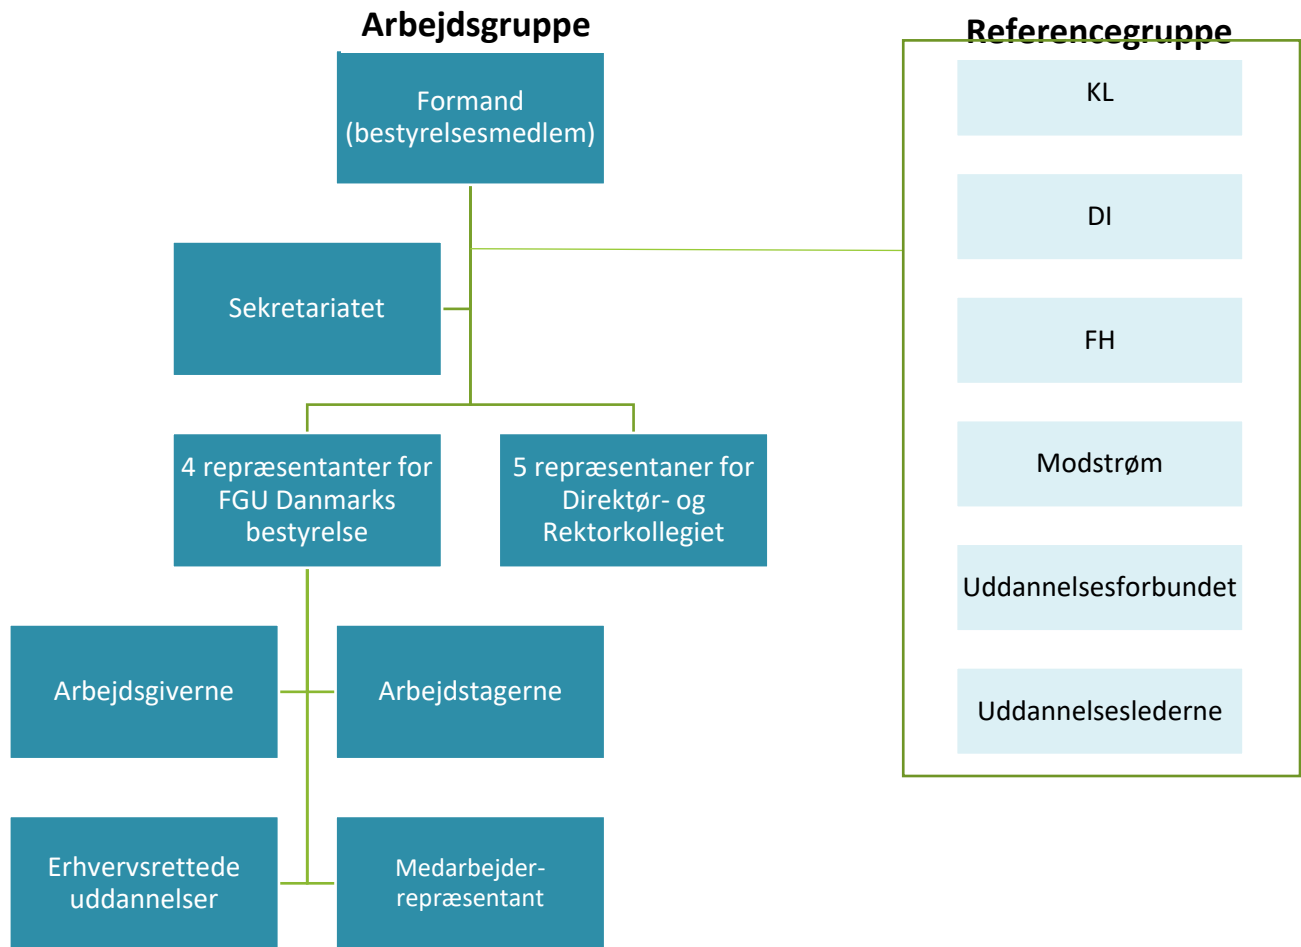 Arbejdsgruppe
Formand
(bestyrelsesmedlem)
Sekretariatet
4 repræsentanter for
FGU Danmarks
bestyrelse
5 repræsentaner for
Direktør- og
Rektorkollegiet
Arbejdsgiverne
Arbejdstagerne
Erhvervsrettede
uddannelser
Medarbejder-
repræsentant
Referencegruppe
KL
DI
FH
Modstrøm
Uddannelsesforbundet
Uddannelseslederne